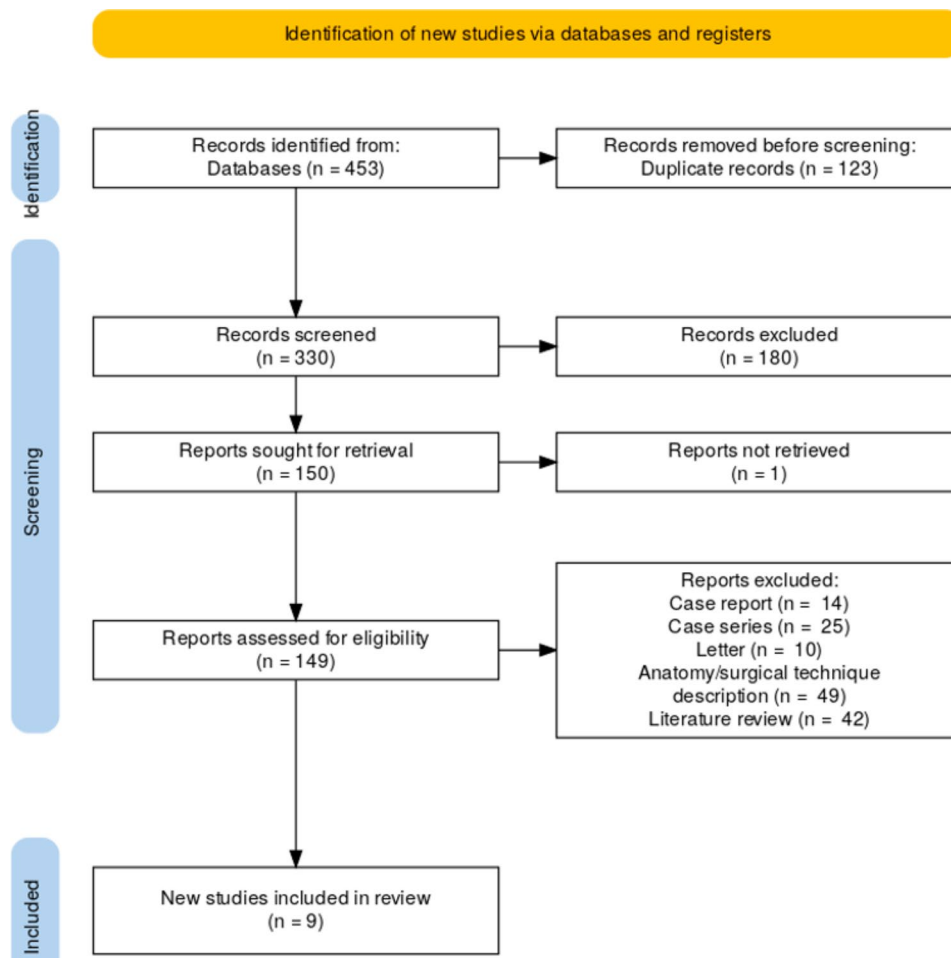 Identification of new studies via databases and registers
Identification
Records identified from:
Databases (n = 453)
Records removed before screening:
Duplicate records (n = 123)
Screening
Records screened
(n = 330)
Records excluded
(n = 180)
Reports sought for retrieval
(n = 150)
Reports not retrieved
(n = 1)
Reports assessed for eligibility
(n = 149)
Reports excluded:
Case report (n = 14)
Case series (n = 25)
Letter (n = 10)
Anatomy/surgical technique
description (n = 49)
Literature review (n = 42)
Included
New studies included in review
(n = 9)